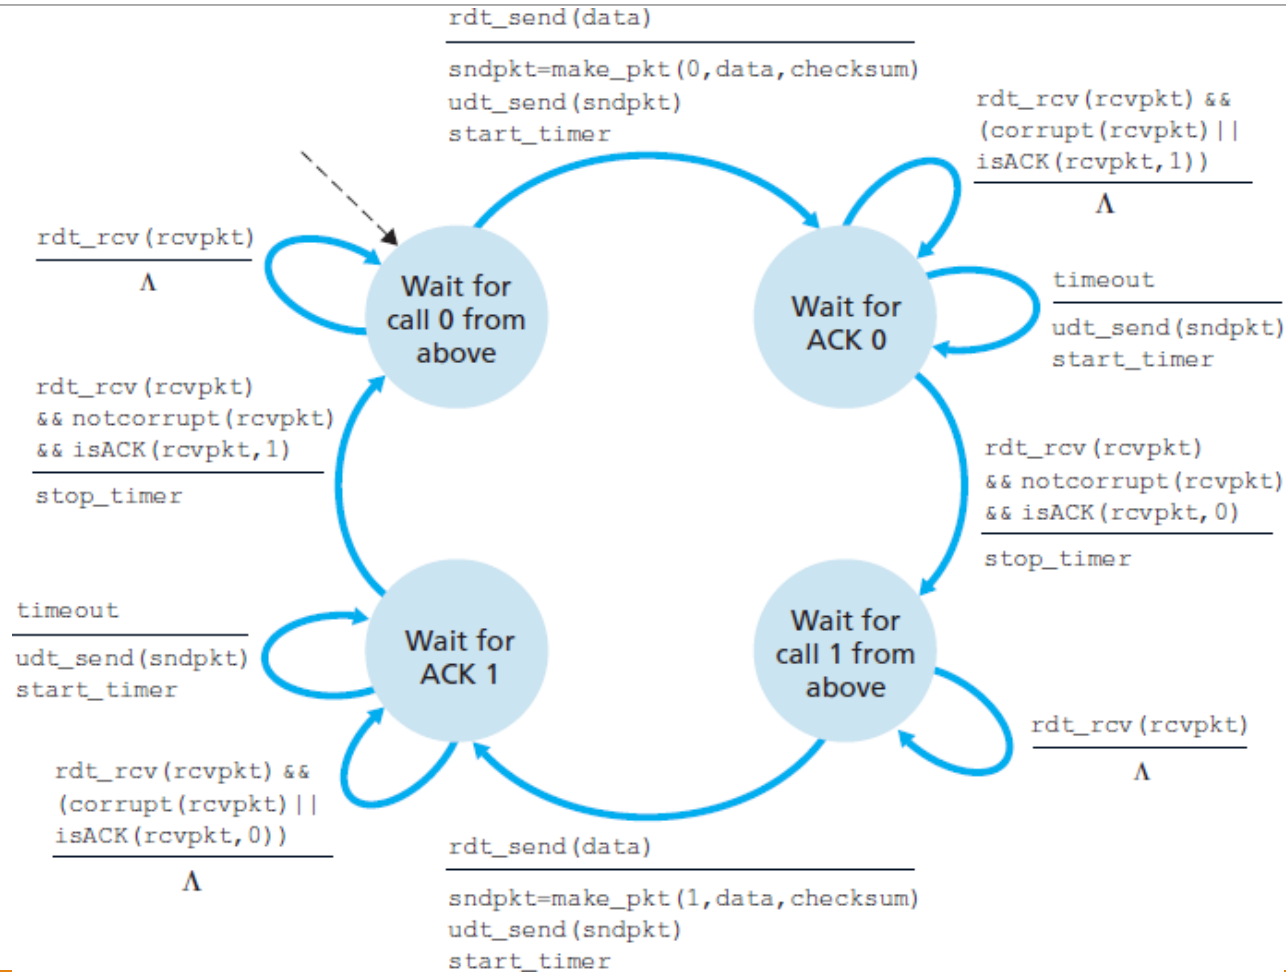 rdt_send(data)
sndpkt=make_pkt(0,data,checksum)
udt_send(sndpkt)
start_timer
rdt_rcv(rcvpkt) &&
(corrupt(rcvpkt)||
isACK(rcvpkt,1))
Λ
rdt_rcv(rcvpkt)
Λ
Wait for
call 0 from
above
Wait for
ACK 0
timeout
udt_send(sndpkt)
start_timer
rdt_rcv(rcvpkt)
&& notcorrupt(rcvpkt)
&& isACK(rcvpkt,1)
stop_timer
rdt_rcv(rcvpkt)
&& notcorrupt(rcvpkt)
&& isACK(rcvpkt,0)
stop_timer
timeout
udt_send(sndpkt)
start_timer
Wait for
ACK 1
Wait for
call 1 from
above
rdt_rcv(rcvpkt)
Λ
rdt_rcv(rcvpkt) &&
(corrupt(rcvpkt)||
isACK(rcvpkt,0))
Λ
rdt_send(data)
sndpkt=make_pkt(1,data,checksum)
udt_send(sndpkt)
start_timer